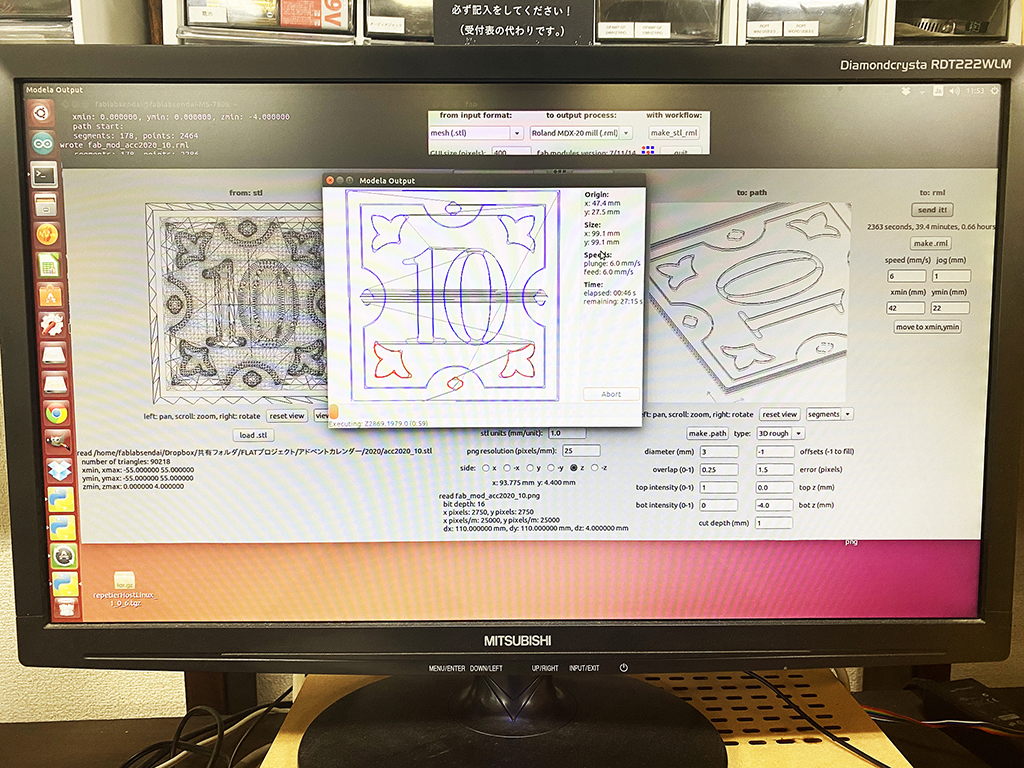 必ず記入をしてください!
(受付表の代わりです。)
Diamondcrysta RDT222WLM
Modela Output
11:53
fablabsendai@fablabsendai-MS-7806: ~
xmin: 0.000000, ymin: 0.000000, zmin: -4.000000
path start:
segments: 178, points: 2464
wrote fab_mod_acc2020_10.rml
segments: 178, points: 2286
fab
from input format:
to output process:
with workflow:
mesh (.stl)
Roland MDX-20 mill (.rml)
make_stl_rml
GUI size (pixels):
400
fab modules version: 7/11/14
quit
from: stl
to: path
to: rml
send it!
2363 seconds, 39.4 minutes, 0.66 hours
make .rml
speed (mm/s)
jog (mm)
6
1
xmin (mm)
ymin (mm)
42
22
move to xmin,ymin
Modela Output
Origin:
x: 47.4 mm
y: 27.5 mm
Size:
x: 99.1 mm
y: 99.1 mm
Speeds:
plunge: 6.0 mm/s
feed: 6.0 mm/s
Time:
elapsed: 00:46 s
remaining: 27:15 s
10
Abort
Executing: Z2869,1979,0 (0:59)
left: pan, scroll: zoom, right: rotate
reset view
load .stl
read /home/fablabsendai/Dropbox/共有フォルダ/FLATプロジェクト/アドベントカレンダー/2020/acc2020_10.stl
number of triangles: 90218
xmin, xmax: -55.000000 55.000000
ymin, ymax: -55.000000 55.000000
zmin, zmax: 0.000000 4.000000
stl units (mm/unit):
1.0
png resolution (pixels/mm):
25
side:
x
-x
y
-y
z
-z
x: 93.775 mm y: 4.400 mm
read fab_mod_acc2020_10.png
bit depth: 16
x pixels: 2750, y pixels: 2750
x pixels/m: 25000, y pixels/m: 25000
dx: 110.000000 mm, dy: 110.000000 mm, dz: 4.000000 mm
left: pan, scroll: zoom, right: rotate
reset view
segments
make .path
type:
3D rough
diameter (mm)
3
-1
offsets (-1 to fill)
overlap (0-1)
0.25
1.5
error (pixels)
top intensity (0-1)
1
0.0
top z (mm)
bot intensity (0-1)
0
-4.0
bot z (mm)
cut depth (mm)
1
png
repetierHostLinux_
1_0_6.tgz
MITSUBISHI
MENU/ENTER DOWN/LEFT UP/RIGHT INPUT/EXIT